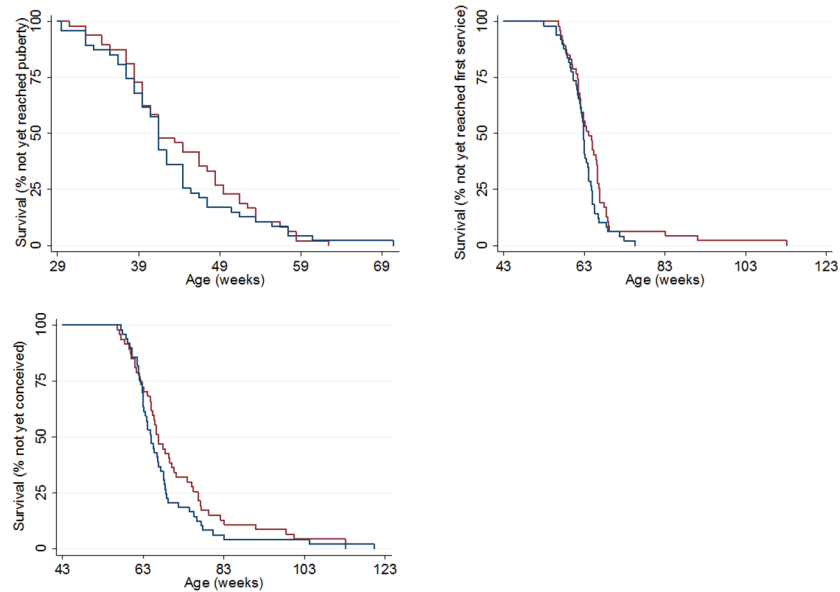 Survival (% not yet reached puberty)
100
75
50
25
0
29 39 49 59 69
Age (weeks)
Survival (% not yet reached first service)
100
75
50
25
0
43 63 83 103 123
Age (weeks)
Survival (% not yet conceived)
100
75
50
25
0
43 63 83 103 123
Age (weeks)